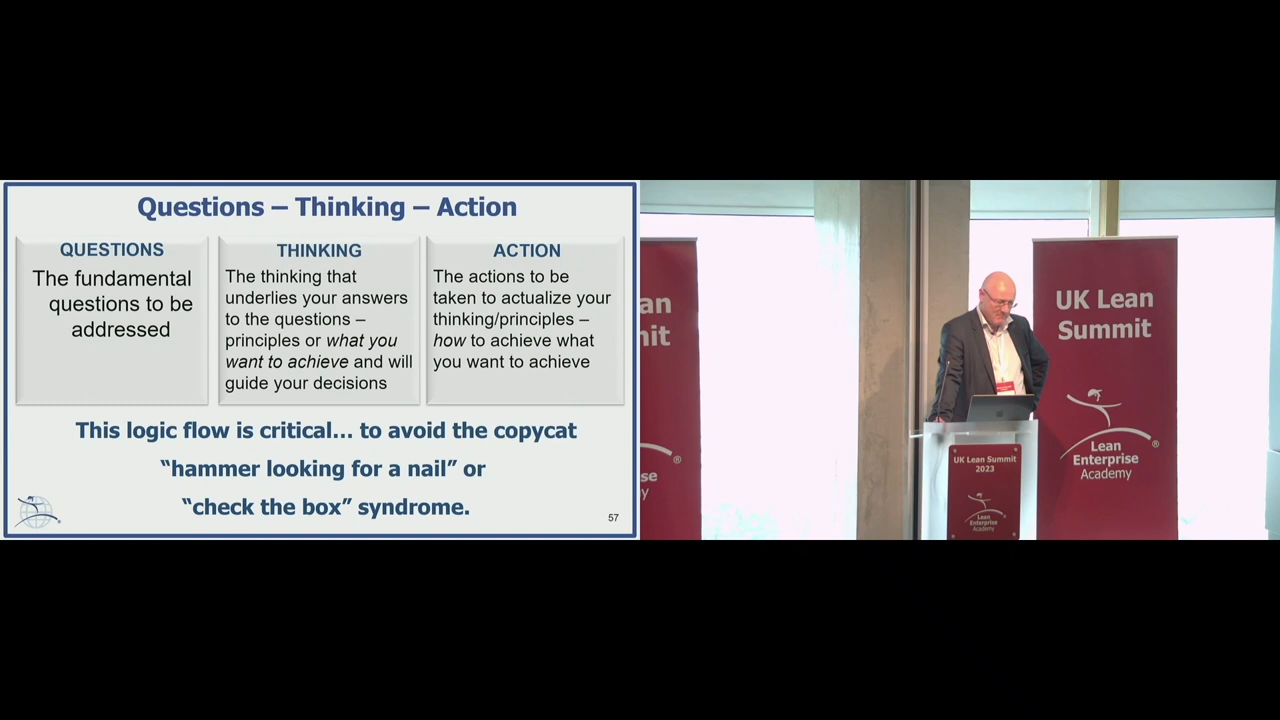 Questions – Thinking – Action
QUESTIONS
The fundamental
questions to be
addressed
THINKING
The thinking that
underlies your answers
to the questions –
principles or what you
want to achieve and will
guide your decisions
ACTION
The actions to be
taken to actualize your
thinking/principles –
how to achieve what
you want to achieve
This logic flow is critical… to avoid the copycat
“hammer looking for a nail” or
“check the box” syndrome.
57
an
it
®
se
y
UK Lean
Summit
Lean
Enterprise
Academy
®
UK Lean Summit
2023
Lean
Enterprise
Academy